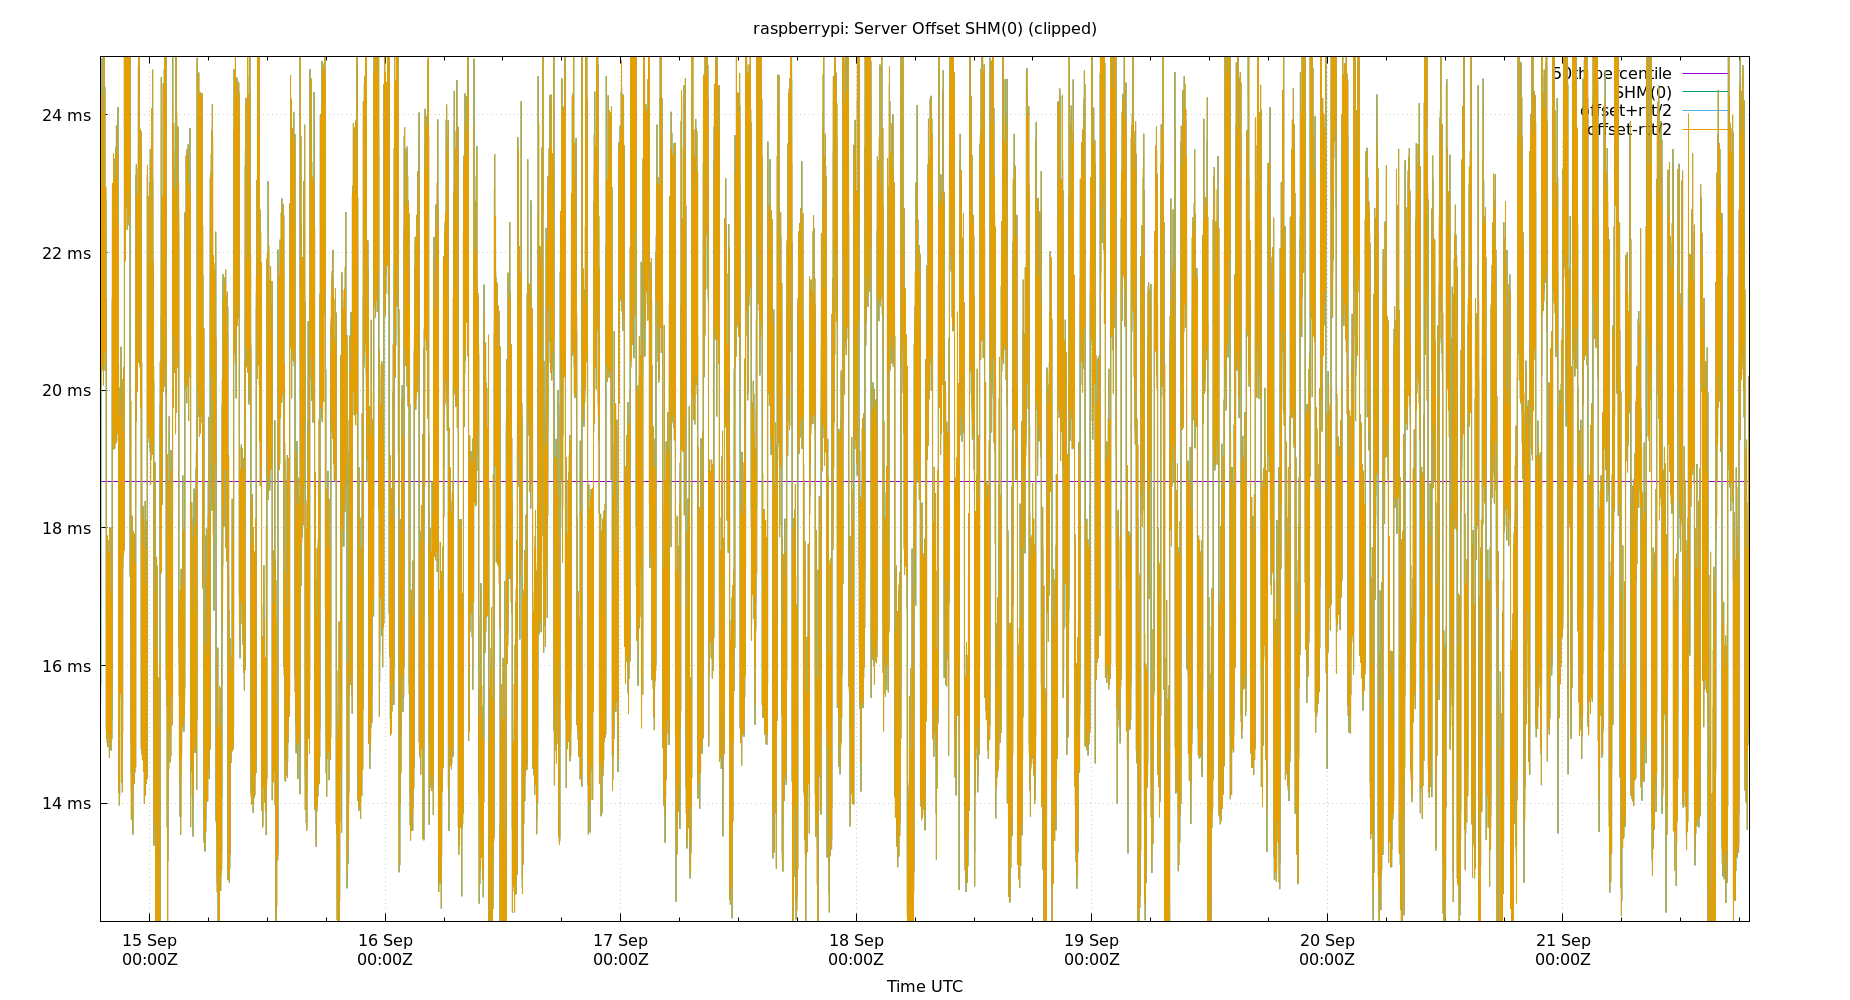 raspberrypi: Server Offset SHM(0) (clipped)
50th percentile
SHM(0)
offset+rtt/2
offset-rtt/2
24 ms
22 ms
20 ms
18 ms
16 ms
14 ms
15 Sep 16 Sep 17 Sep 18 Sep 19 Sep 20 Sep 21 Sep
00:00Z 00:00Z 00:00Z 00:00Z 00:00Z 00:00Z 00:00Z
Time UTC